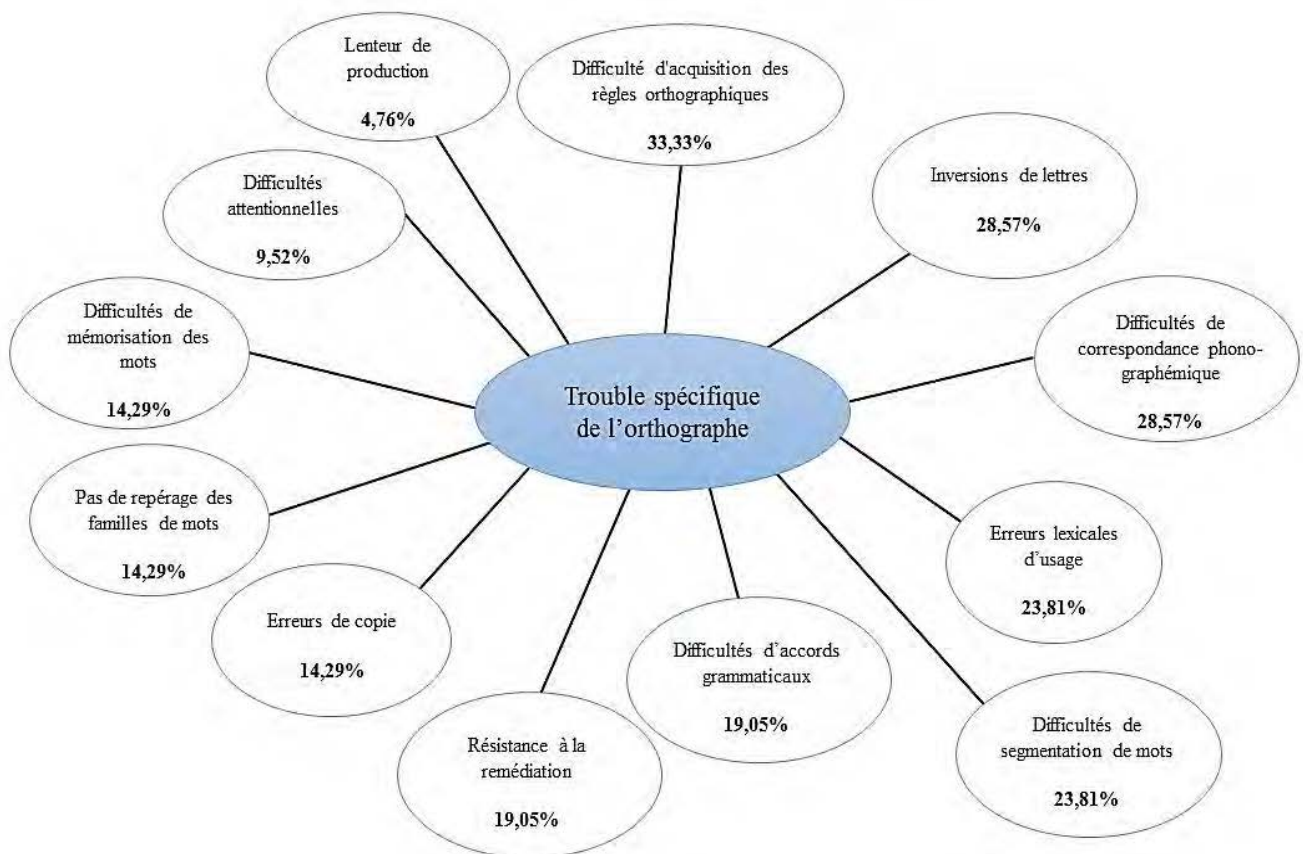 Lenteur de
production
4,76%
Difficulté d'acquisition des
règles orthographiques
33,33%
Inversions de lettres
28,57%
Difficultés
attentionnelles
9,52%
Difficultés de
mémorisation des
mots
14,29%
Difficultés de
correspondance phono-
graphémique
28,57%
Trouble spécifique
de l’orthographe
Pas de repérage des
familles de mots
14,29%
Erreurs lexicales
d’usage
23,81%
Erreurs de copie
14,29%
Difficultés d’accords
grammaticaux
19,05%
Résistance à la
remédiation
19,05%
Difficultés de
segmentation de mots
23,81%